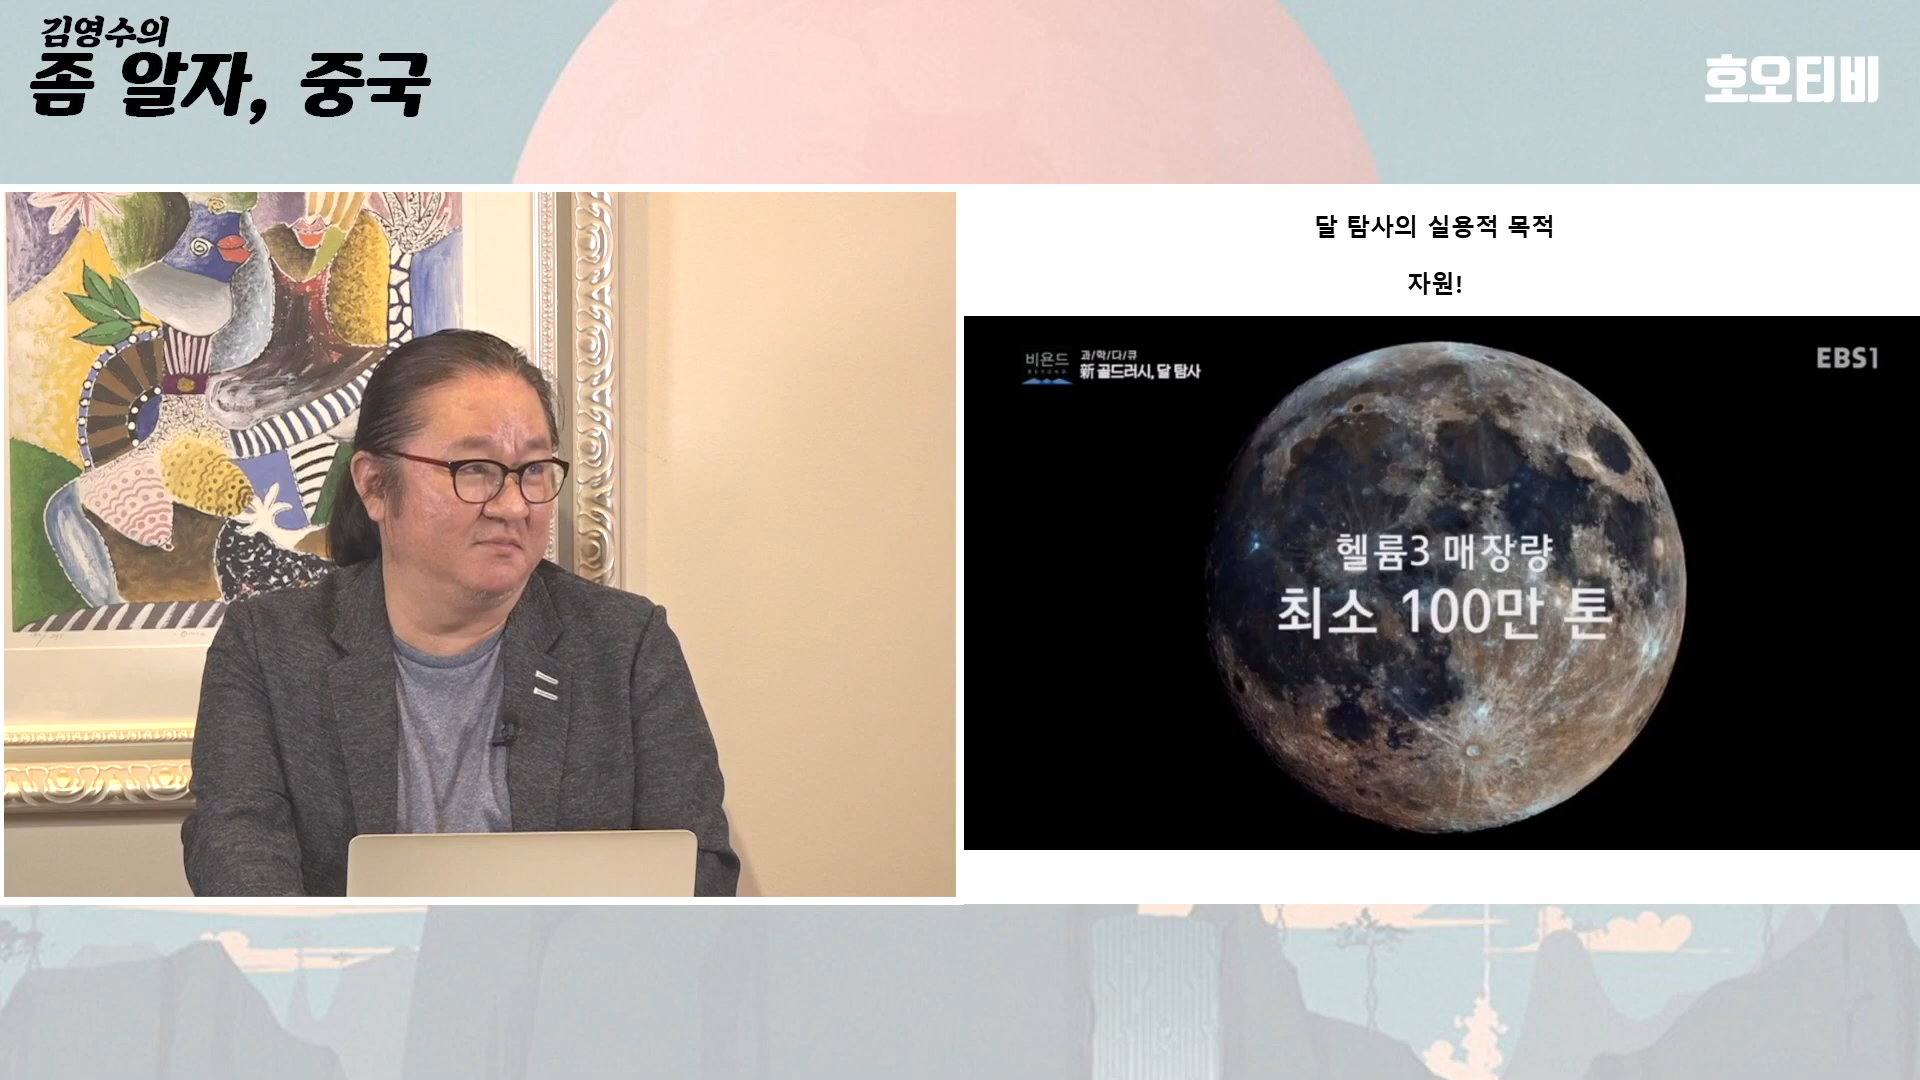 김영수의
좀 알자, 중국
호오티비
달 탐사의 실용적 목적
자원!
비욘드
BEYOND
과/학/다/큐
新 골드러시, 달 탐사
EBS1
헬륨3 매장량
최소 100만 톤